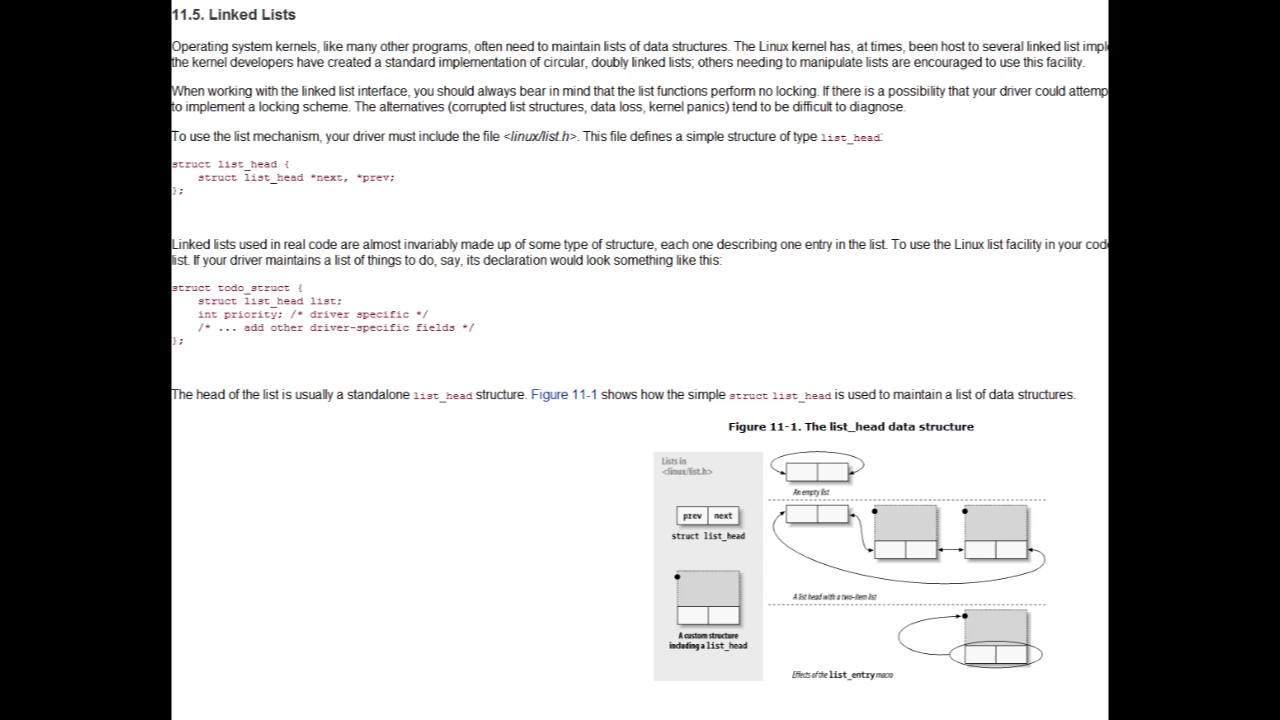 11.5. Linked Lists
Operating system kernels, like many other programs, often need to maintain lists of data structures. The Linux kernel has, at times, been host to several linked list
the kernel developers have created a standard implementation of circular, doubly linked lists; others needing to manipulate lists are encouraged to use this facility.
When working with the linked list interface, you should always bear in mind that the list functions perform no locking. If there is a possibility that your driver could attemp
to implement a locking scheme. The alternatives (corrupted list structures, data loss, kernel panics) tend to be difficult to diagnose.
To use the list mechanism, your driver must include the file <linux/list.h>. This file defines a simple structure of type list_head:
struct list_head {
struct list_head *next, *prev;
};
Linked lists used in real code are almost invariably made up of some type of structure, each one describing one entry in the list. To use the Linux list facility in your code
list. If your driver maintains a list of things to do, say, its declaration would look something like this:
struct todo_struct {
struct list_head list;
int priority; /* driver specific */
/* ... add other driver-specific fields */
};
The head of the list is usually a standalone list_head structure. Figure 11-1 shows how the simple struct list_head is used to maintain a list of data structures.
Figure 11-1. The list_head data structure
Lists in
<linux/list.h>
prev next
struct list_head
A custom structure
including a list_head
An empty list
A list head with a two-item list
Effects of the list_entry macro